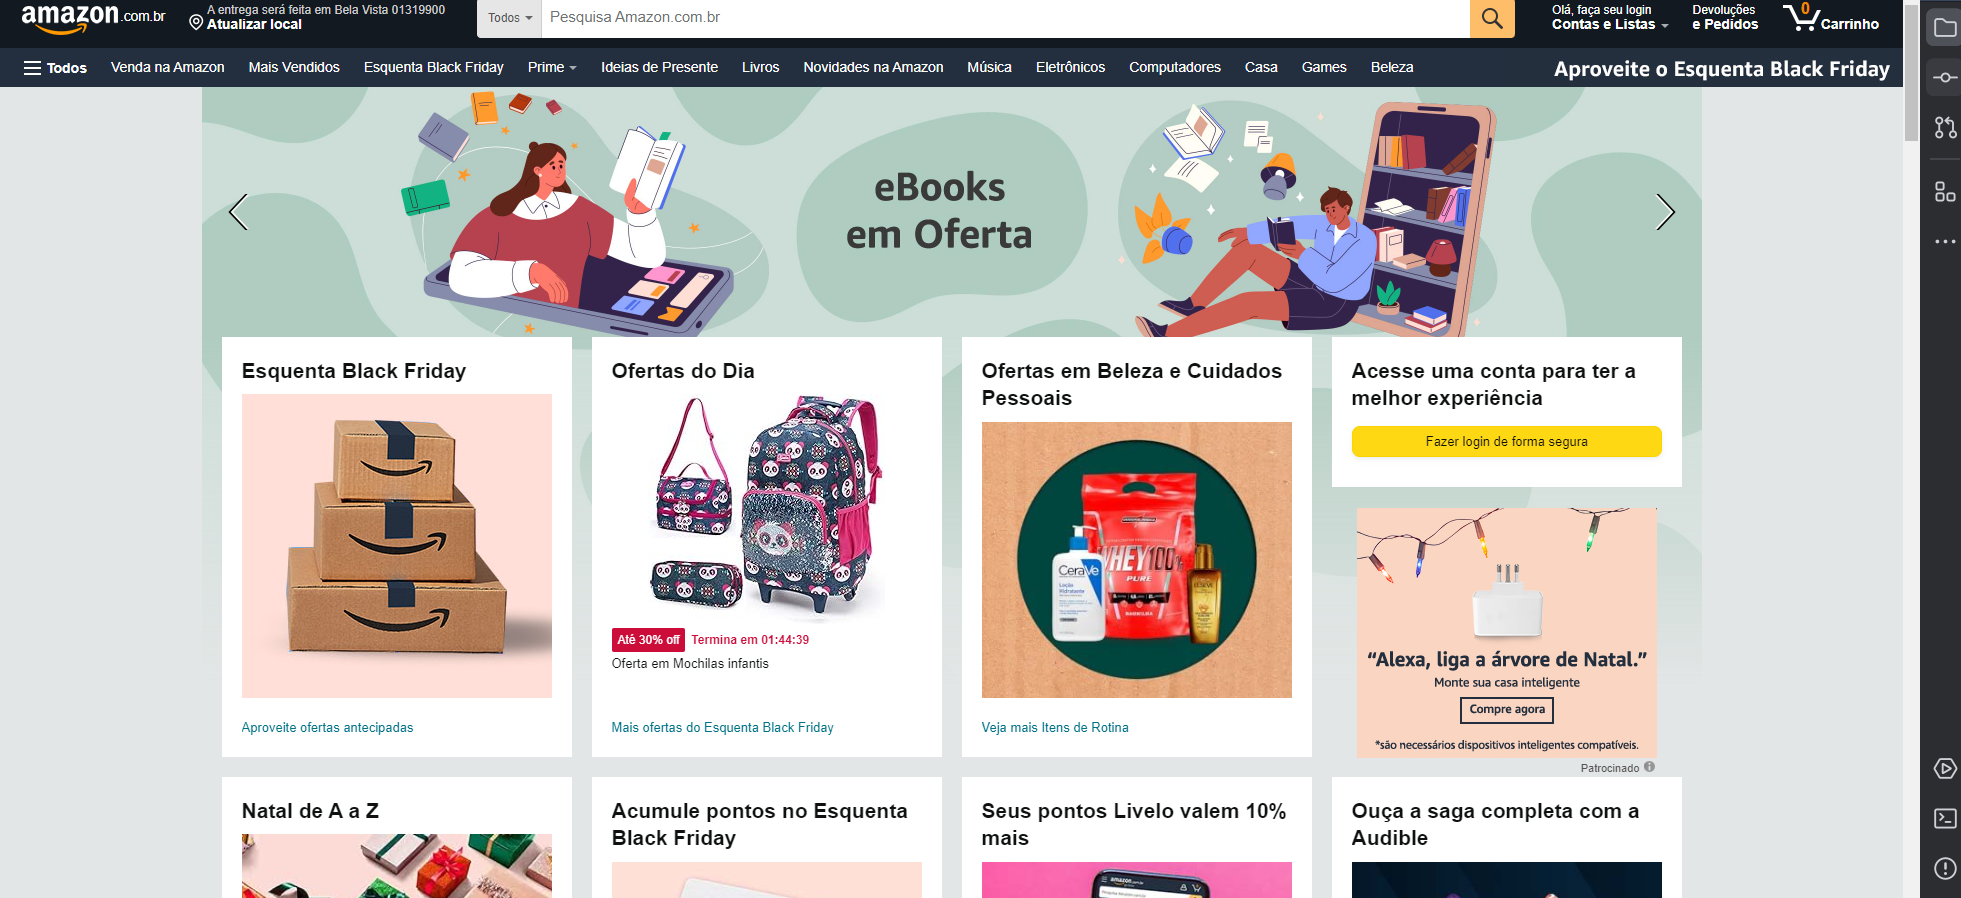 amazon.com.br
A entrega será feita em Bela Vista 01319900
Atualizar local
Todos
Pesquisa Amazon.com.br
Olá, faça seu login
Contas e Listas
Devoluções
e Pedidos
0
Carrinho
Todos
Venda na Amazon
Mais Vendidos
Esquenta Black Friday
Prime
Ideias de Presente
Livros
Novidades na Amazon
Música
Eletrônicos
Computadores
Casa
Games
Beleza
Aproveite o Esquenta Black Friday
eBooks
em Oferta
Esquenta Black Friday
Aproveite ofertas antecipadas
Ofertas do Dia
Até 30% off
Termina em 01:44:39
Oferta em Mochilas infantis
Mais ofertas do Esquenta Black Friday
Ofertas em Beleza e Cuidados
Pessoais
CeraVe
Loção
Hidratante
WHEY 100%
PURE
Veja mais Itens de Rotina
Acesse uma conta para ter a
melhor experiência
Fazer login de forma segura
“Alexa, liga a árvore de Natal.”
Monte sua casa inteligente
Compre agora
*são necessários dispositivos inteligentes compatíveis.
Patrocinado
Natal de A a Z
Acumule pontos no Esquenta
Black Friday
Seus pontos Livelo valem 10%
mais
amazon.com.br
Ouça a saga completa com a
Audible